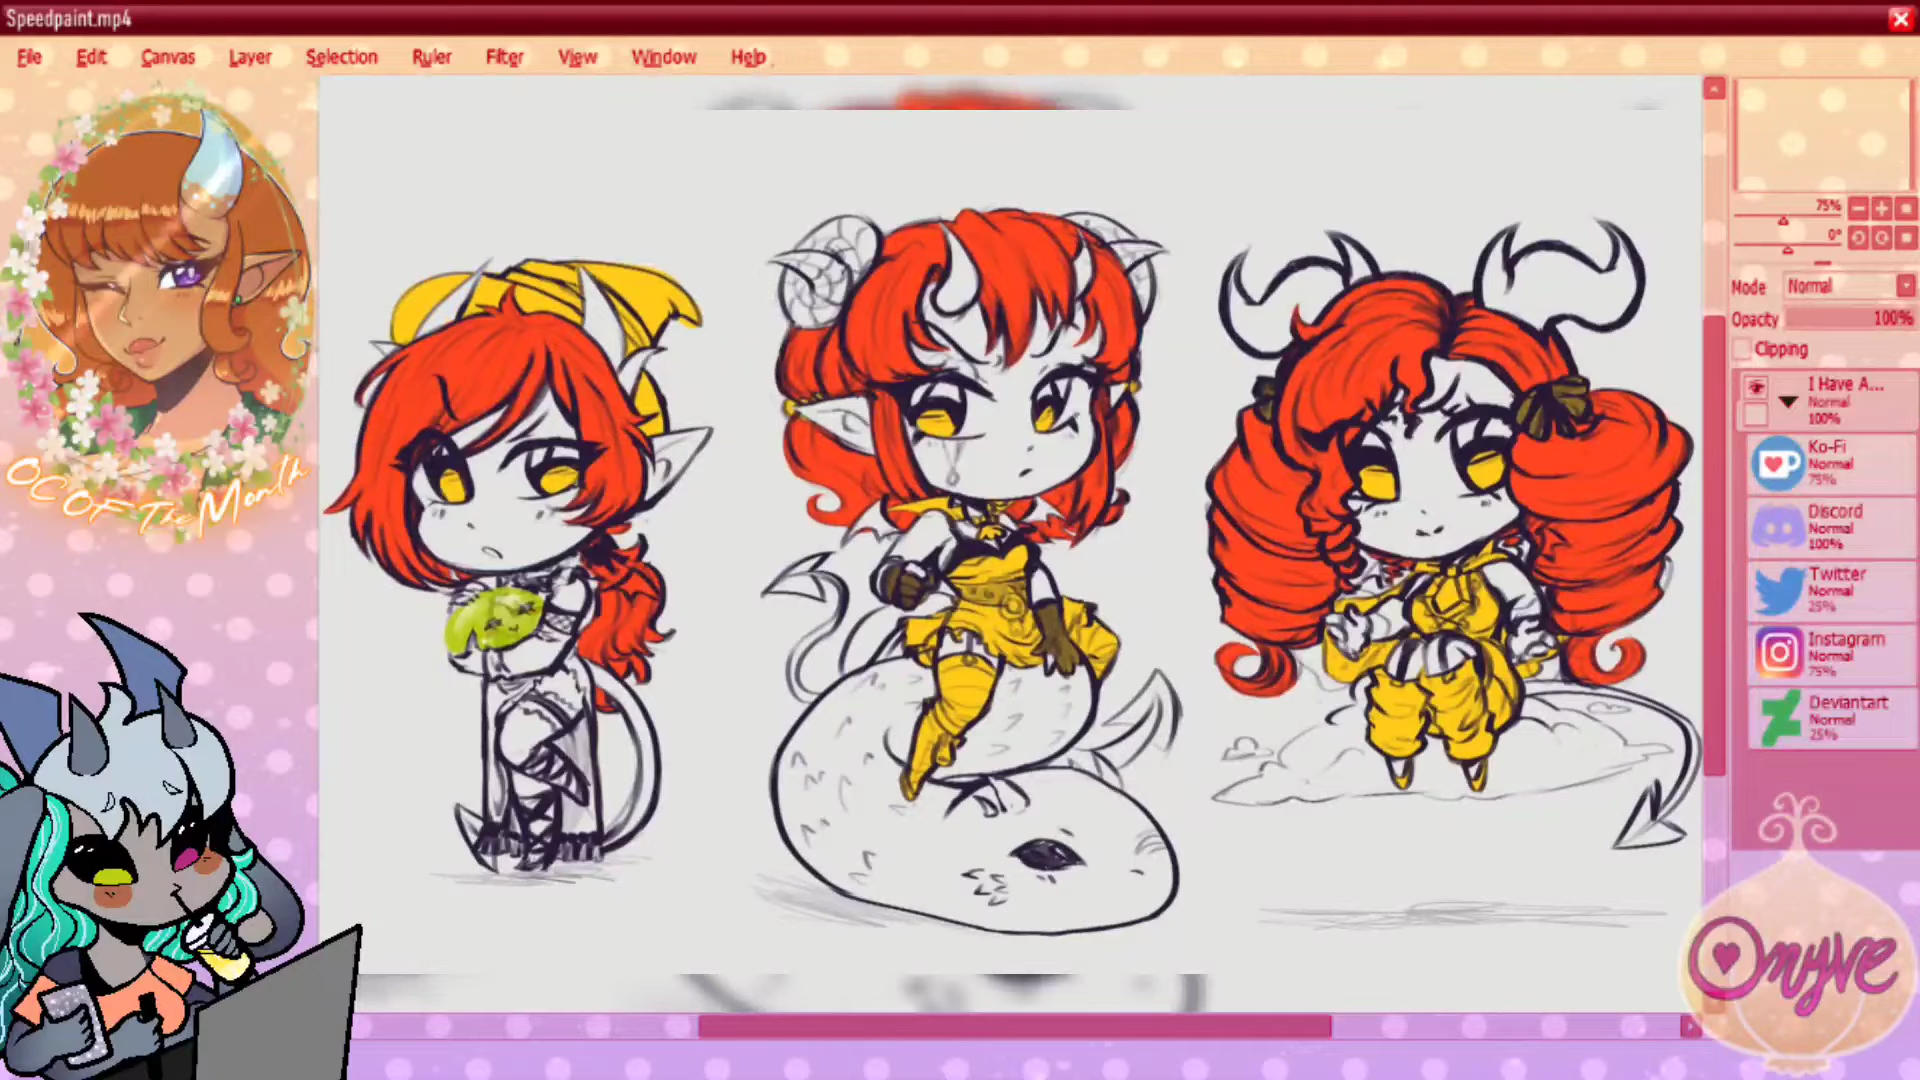 Speedpaint.mp4
File Edit Canvas Layer Selection Ruler Filter View Window Help
75%
0°
Mode Normal
Opacity 100%
Clipping
I Have A...
Normal
100%
Ko-Fi
Normal
75%
Discord
Normal
100%
Twitter
Normal
25%
Instagram
Normal
75%
Deviantart
Normal
25%
OC OF The Month
Omyve